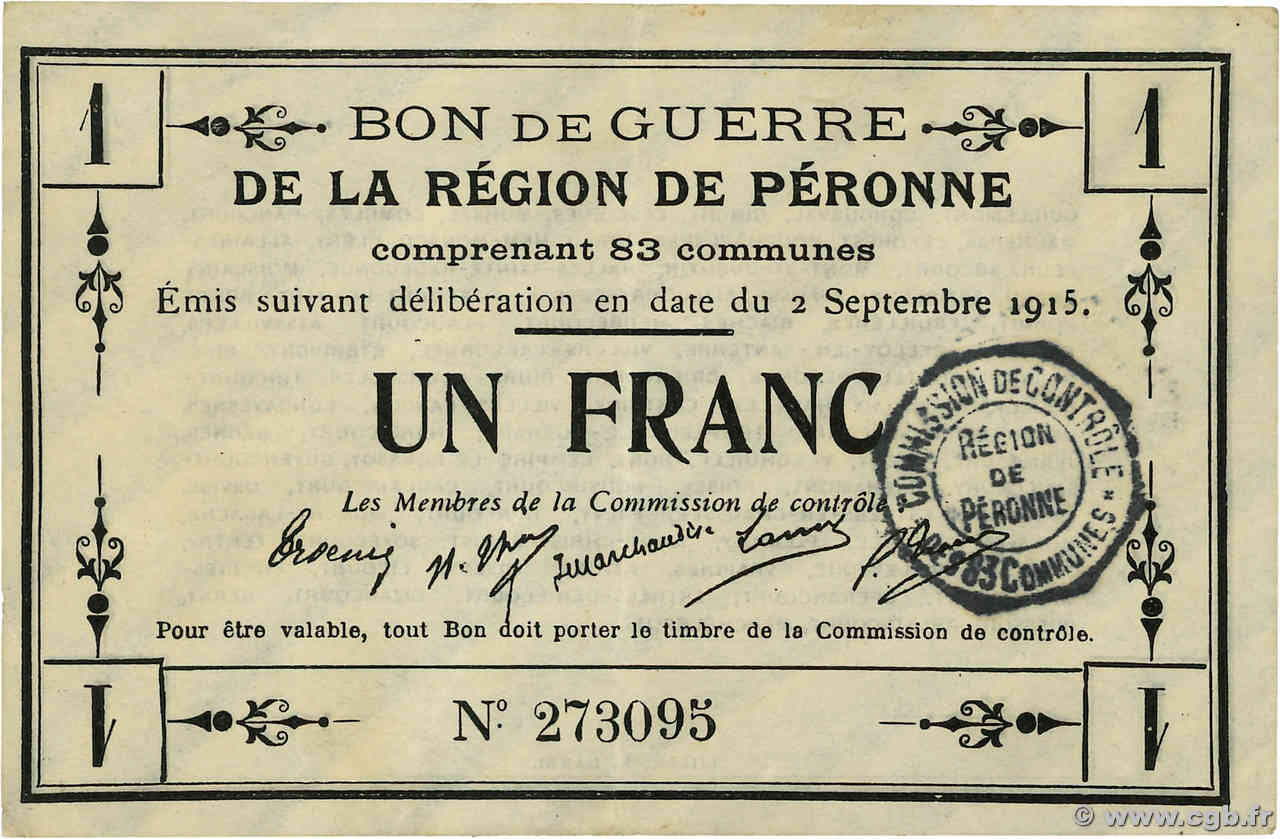 1 1
BON DE GUERRE
DE LA RÉGION DE PÉRONNE
comprenant 83 communes
Émis suivant délibération en date du 2 Septembre 1915.
UN FRANC
COMMISSION DE CONTRÔLE
RÉGION
DE
PÉRONNE
83 COMMUNES
Les Membres de la Commission de contrôle
Pour être valable, tout Bon doit porter le timbre de la Commission de contrôle.
1 1
Nº 273095
© www.cgb.fr